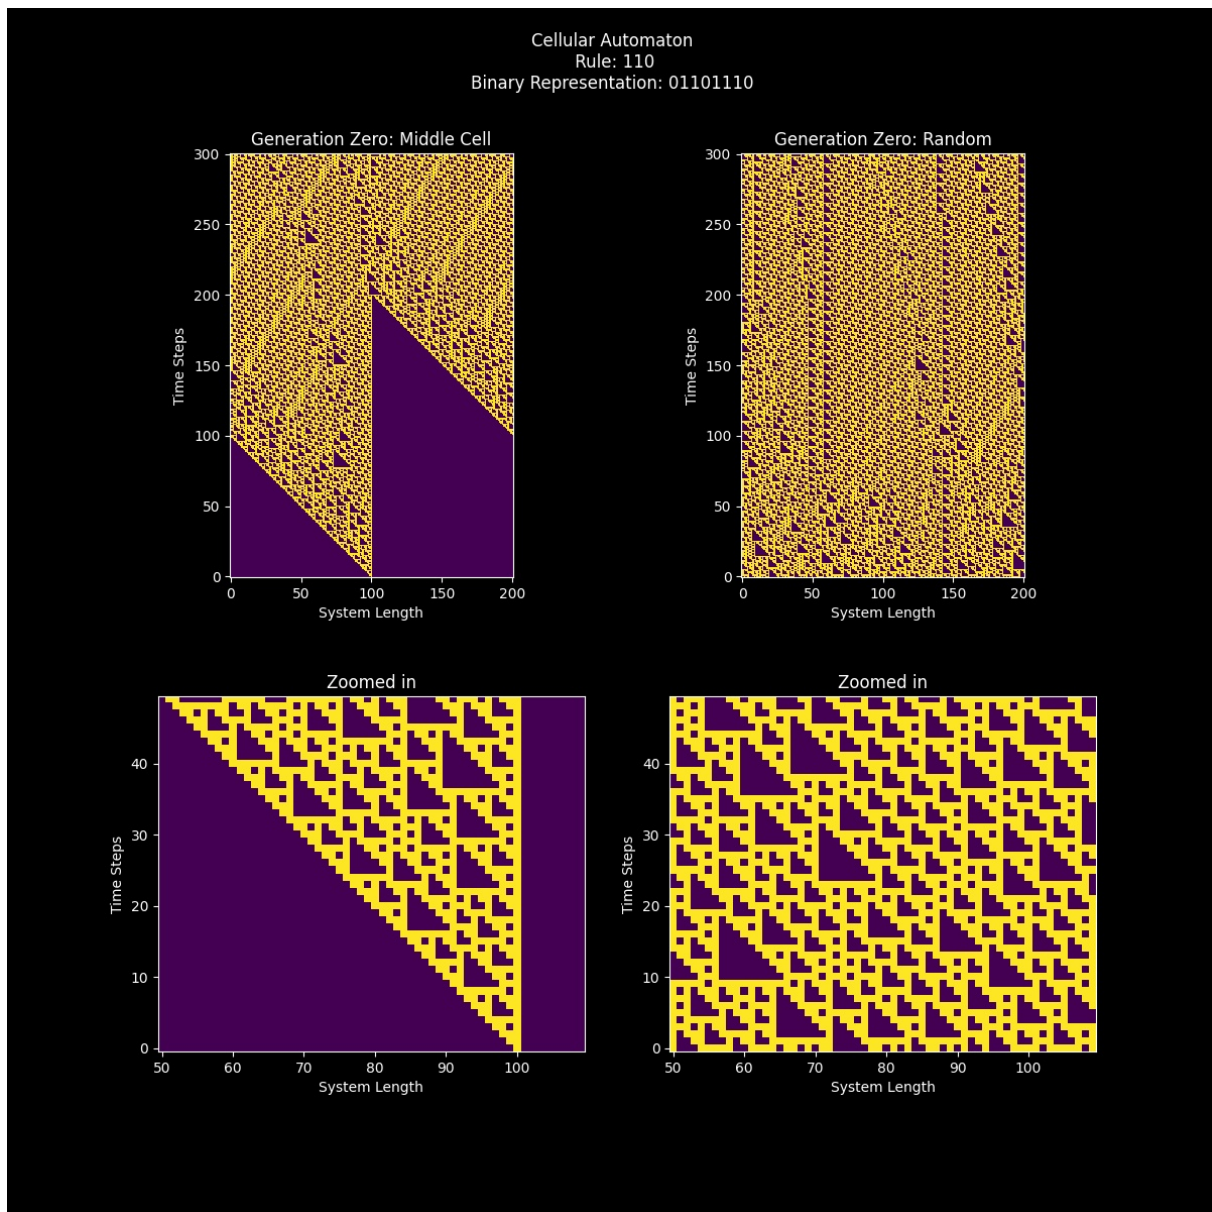 Cellular Automaton
Rule: 110
Binary Representation: 01101110
Generation Zero: Middle Cell
300
250
200
150
100
50
0
Time Steps
0 50 100 150 200
System Length
Generation Zero: Random
300
250
200
150
100
50
0
Time Steps
0 50 100 150 200
System Length
Zoomed in
40
30
20
10
0
Time Steps
50 60 70 80 90 100
System Length
Zoomed in
40
30
20
10
0
Time Steps
50 60 70 80 90 100
System Length